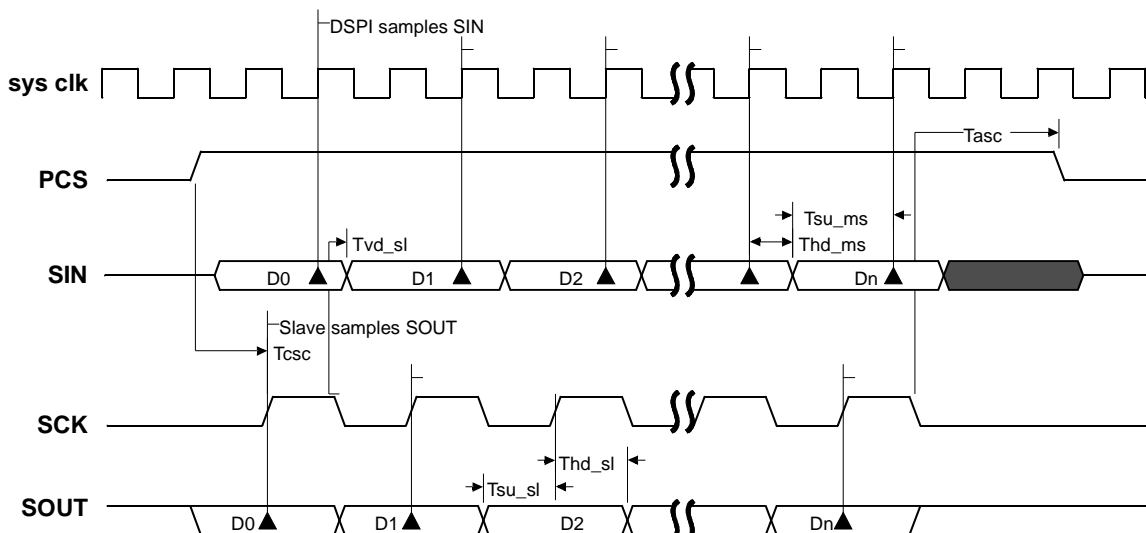 DSPI samples SIN
sys clk
Tasc
PCS
Tsu_ms
Tvd_sl
Thd_ms
SIN
D0
D1
D2
Dn
Slave samples SOUT
Tcsc
SCK
Thd_sl
Tsu_sl
SOUT
D0
D1
D2
Dn